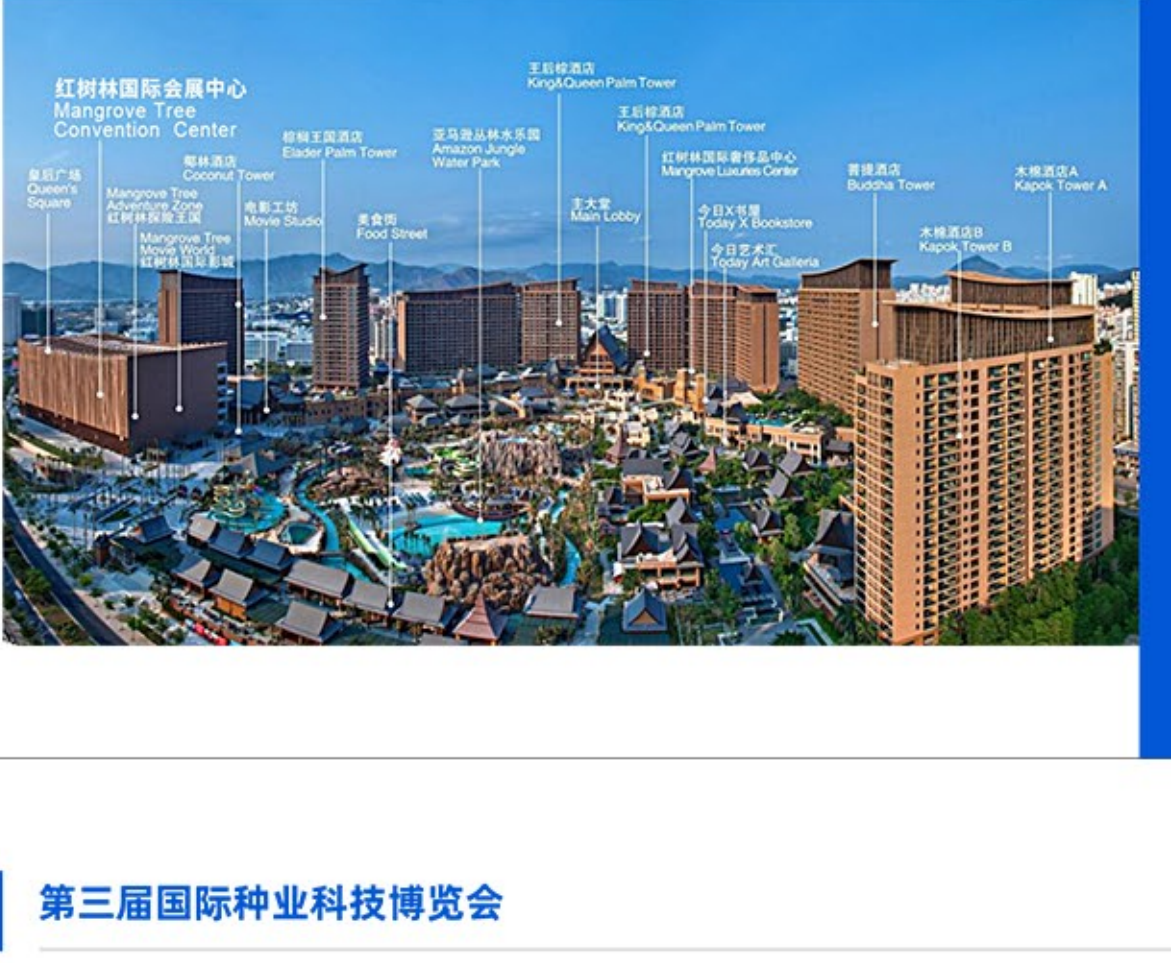 红树林国际会展中心
Mangrove Tree
Convention Center
皇后广场
Queen's
Square
Mangrove Tree
Adventure Zone
红树林探险王国
Mangrove Tree
Movie World
红树林国际影城
椰林酒店
Coconut Tower
电影工坊
Movie Studio
棕榈王国酒店
Elader Palm Tower
美食街
Food Street
亚马逊丛林水乐园
Amazon Jungle
Water Park
王后棕酒店
King&Queen Palm Tower
主大堂
Main Lobby
王后棕酒店
King&Queen Palm Tower
红树林国际奢侈品中心
Mangrove Luxuries Center
今日X书屋
Today X Bookstore
今日艺术汇
Today Art Galleria
菩提酒店
Buddha Tower
木棉酒店B
Kapok Tower B
木棉酒店A
Kapok Tower A
第三届国际种业科技博览会